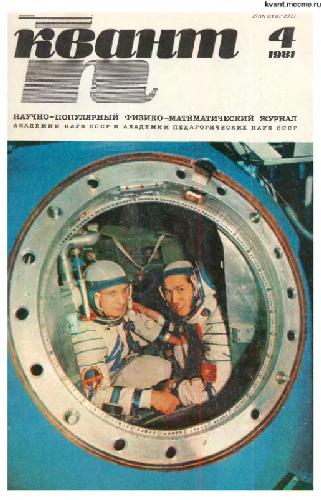 kvant.mccme.ru
квант
4
1981
НАУЧНО-ПОПУЛЯРНЫЙ ФИЗИКО-МАТЕМАТИЧЕСКИЙ ЖУРНАЛ
АКАДЕМИИ НАУК СССР И АКАДЕМИИ ПЕДАГОГИЧЕСКИХ НАУК СССР